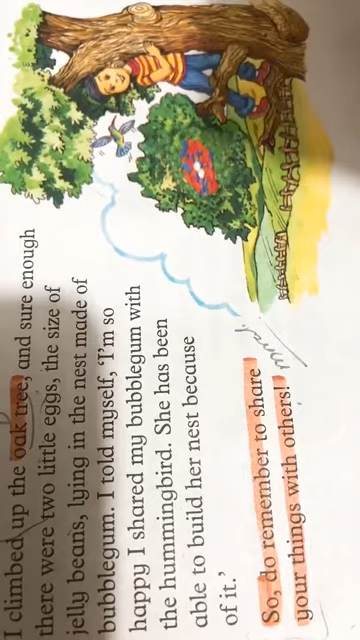 I climbed up the oak tree, and sure enough
there were two little eggs, the size of
jelly beans, lying in the nest made of
bubblegum. I told myself, 'I'm so
happy I shared my bubblegum with
the hummingbird. She has been
able to build her nest because
of it.'
So, do remember to share
your things with others!